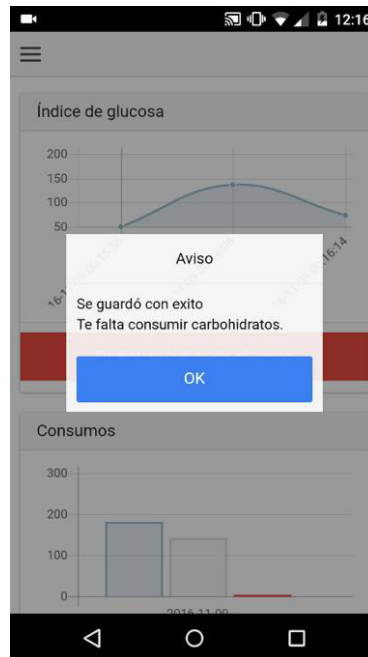 12:16
Índice de glucosa
200
150
100
50
Aviso
Se guardó con exito
Te falta consumir carbohidratos.
OK
Consumos
300
200
100
0
2016-11-09